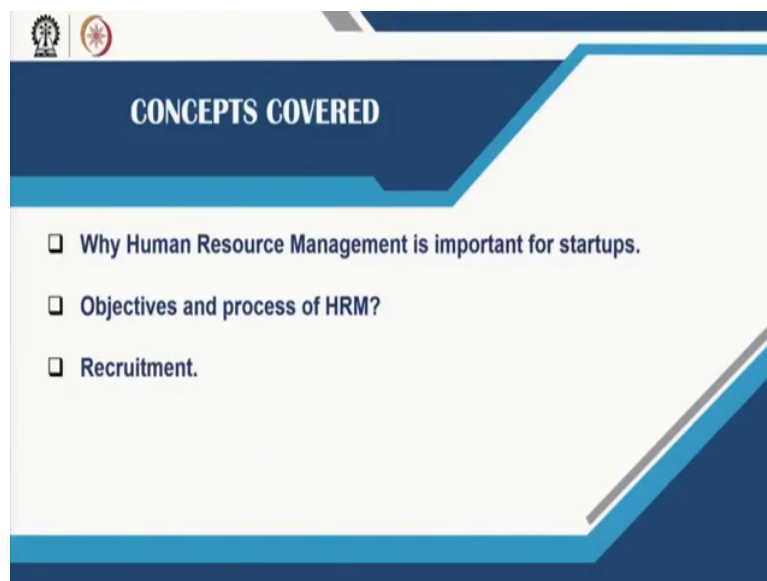 CONCEPTS COVERED
Why Human Resource Management is important for startups.
Objectives and process of HRM?
Recruitment.